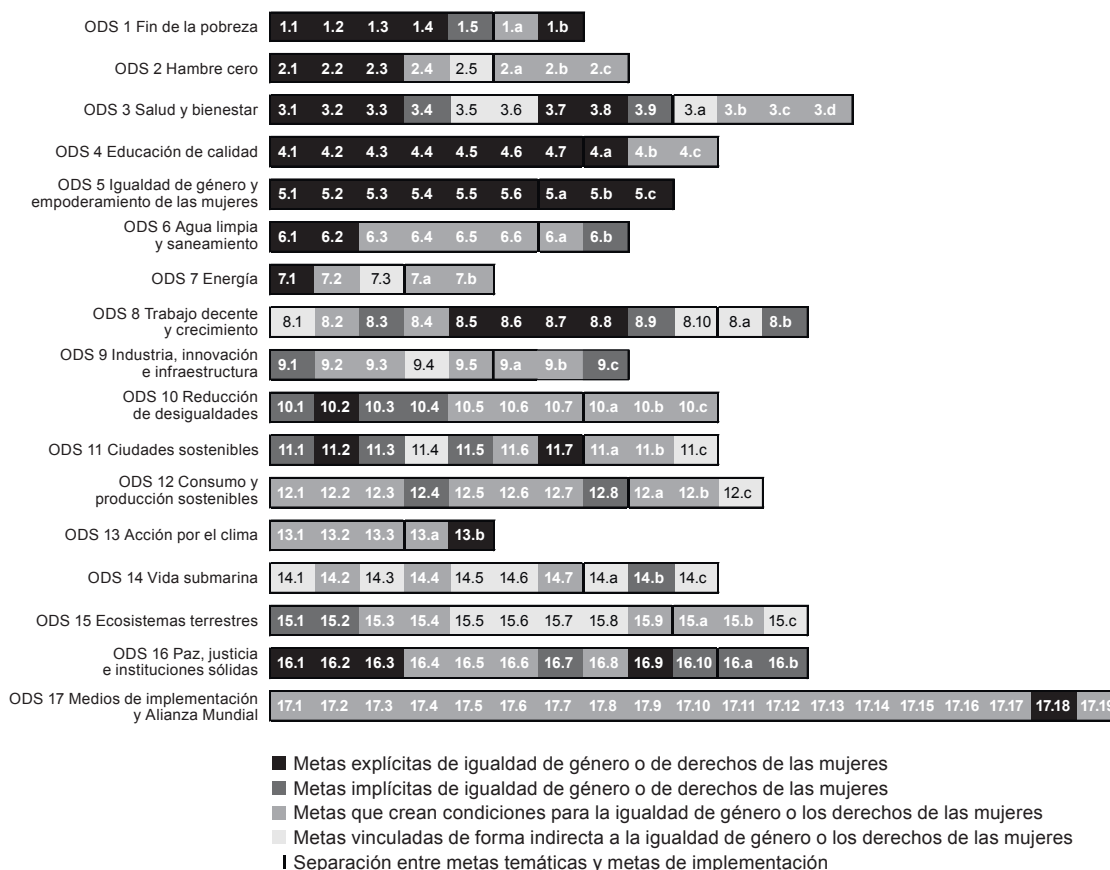 ODS 1 Fin de la pobreza 1.1 1.2 1.3 1.4 1.5 1.a 1.b
ODS 2 Hambre cero 2.1 2.2 2.3 2.4 2.5 2.a 2.b 2.c
ODS 3 Salud y bienestar 3.1 3.2 3.3 3.4 3.5 3.6 3.7 3.8 3.9 3.a 3.b 3.c 3.d
ODS 4 Educación de calidad 4.1 4.2 4.3 4.4 4.5 4.6 4.7 4.a 4.b 4.c
ODS 5 Igualdad de género y
empoderamiento de las mujeres 5.1 5.2 5.3 5.4 5.5 5.6 5.a 5.b 5.c
ODS 6 Agua limpia
y saneamiento 6.1 6.2 6.3 6.4 6.5 6.6 6.a 6.b
ODS 7 Energía 7.1 7.2 7.3 7.a 7.b
ODS 8 Trabajo decente
y crecimiento 8.1 8.2 8.3 8.4 8.5 8.6 8.7 8.8 8.9 8.10 8.a 8.b
ODS 9 Industria, innovación
e infraestructura 9.1 9.2 9.3 9.4 9.5 9.a 9.b 9.c
ODS 10 Reducción
de desigualdades 10.1 10.2 10.3 10.4 10.5 10.6 10.7 10.a 10.b 10.c
ODS 11 Ciudades sostenibles 11.1 11.2 11.3 11.4 11.5 11.6 11.7 11.a 11.b 11.c
ODS 12 Consumo y
producción sostenibles 12.1 12.2 12.3 12.4 12.5 12.6 12.7 12.8 12.a 12.b 12.c
ODS 13 Acción por el clima 13.1 13.2 13.3 13.a 13.b
ODS 14 Vida submarina 14.1 14.2 14.3 14.4 14.5 14.6 14.7 14.a 14.b 14.c
ODS 15 Ecosistemas terrestres 15.1 15.2 15.3 15.4 15.5 15.6 15.7 15.8 15.9 15.a 15.b 15.c
ODS 16 Paz, justicia
e instituciones sólidas 16.1 16.2 16.3 16.4 16.5 16.6 16.7 16.8 16.9 16.10 16.a 16.b
ODS 17 Medios de implementación
y Alianza Mundial 17.1 17.2 17.3 17.4 17.5 17.6 17.7 17.8 17.9 17.10 17.11 17.12 17.13 17.14 17.15 17.16 17.17 17.18 17.19
Metas explícitas de igualdad de género o de derechos de las mujeres
Metas implícitas de igualdad de género o de derechos de las mujeres
Metas que crean condiciones para la igualdad de género o los derechos de las mujeres
Metas vinculadas de forma indirecta a la igualdad de género o los derechos de las mujeres
Separación entre metas temáticas y metas de implementación